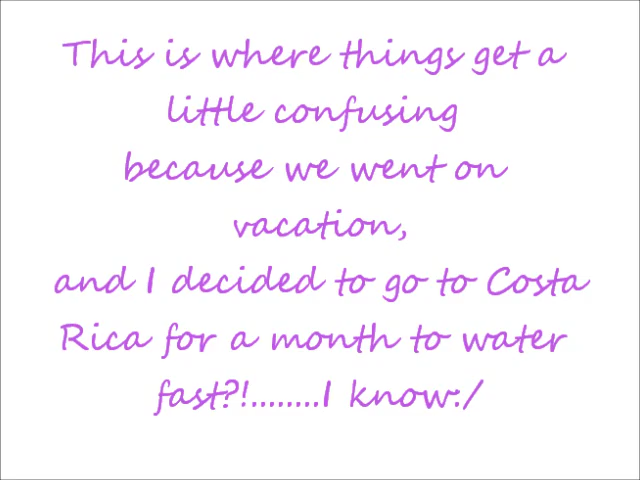 This is where things get a
little confusing
because we went on
vacation,
and I decided to go to Costa
Rica for a month to water
fast?!........I know:/